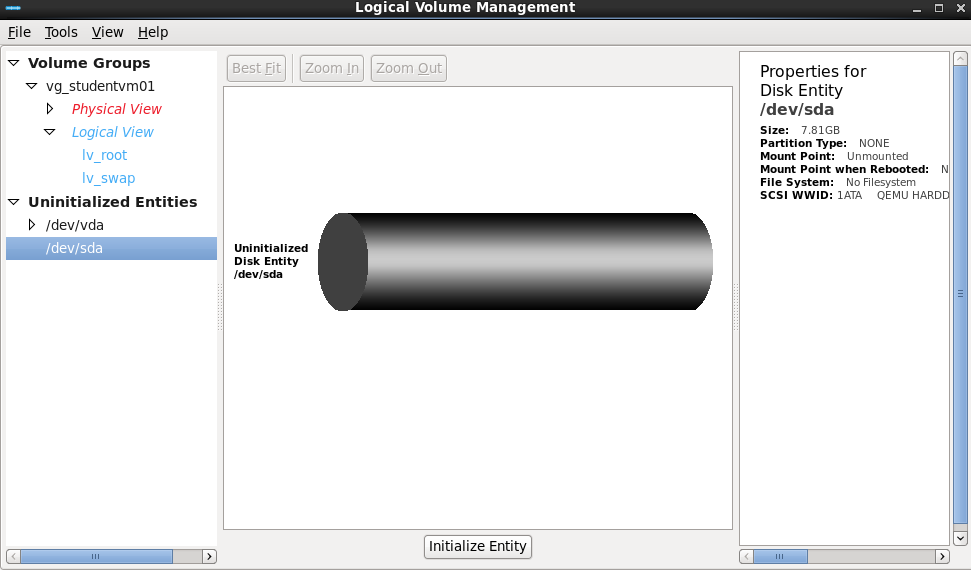 Logical Volume Management
File Tools View Help
Volume Groups
vg_studentvm01
Physical View
Logical View
lv_root
lv_swap
Uninitialized Entities
/dev/vda
/dev/sda
Best Fit Zoom In Zoom Out
Uninitialized
Disk Entity
/dev/sda
Initialize Entity
Properties for
Disk Entity
/dev/sda
Size: 7.81GB
Partition Type: NONE
Mount Point: Unmounted
Mount Point when Rebooted: N
File System: No Filesystem
SCSI WWID: 1ATA QEMU HARDD